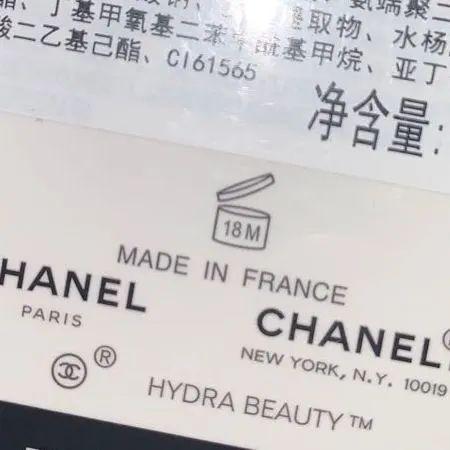 、丁基甲氧基二苯甲酰基甲烷、亚丁
酸二乙基己酯、CI61565
净含量:
18M
MADE IN FRANCE
HANEL
PARIS
CHANEL
NEW YORK, N.Y. 10019
®
HYDRA BEAUTY™